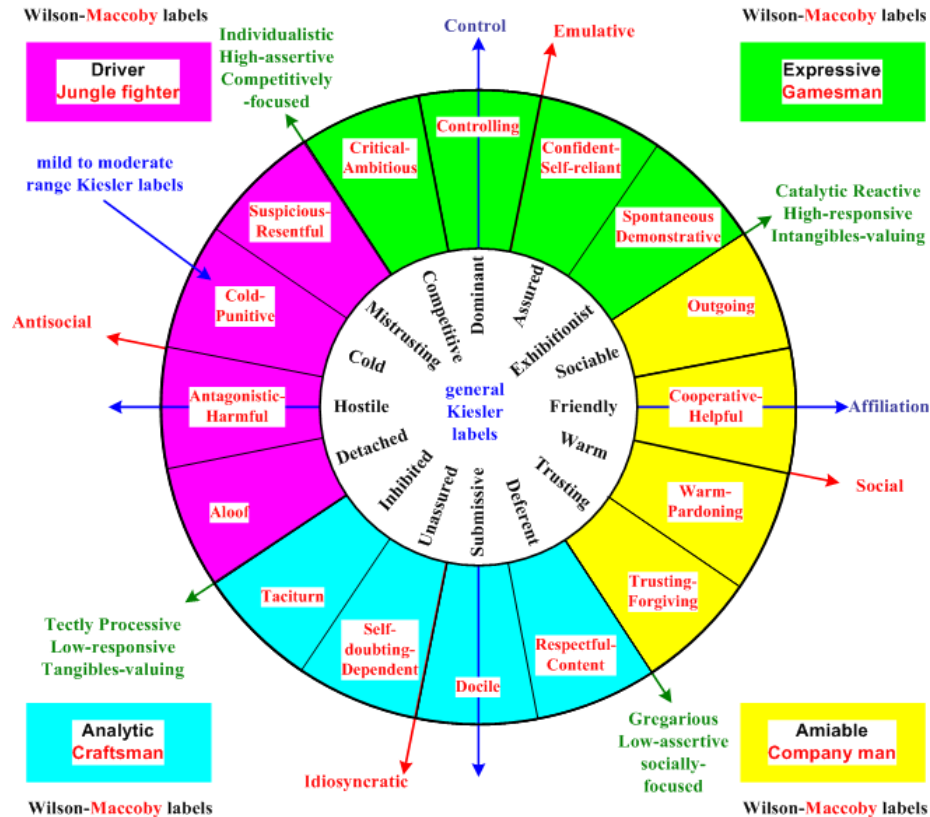 Wilson-Maccoby labels
Driver
Jungle fighter
Individualistic
High-assertive
Competitively
-focused
Control
Emulative
Wilson-Maccoby labels
Expressive
Gamesman
mild to moderate
range Kiesler labels
Catalytic Reactive
High-responsive
Intangibles-valuing
Critical-
Ambitious
Controlling
Confident-
Self-reliant
Spontaneous
Demonstrative
Suspicious-
Resentful
Cold-
Punitive
Outgoing
Antisocial
Antagonistic-
Harmful
Cooperative-
Helpful
Affiliation
Aloof
Warm-
Pardoning
Social
Taciturn
Self-
doubting-
Dependent
Docile
Respectful-
Content
Trusting-
Forgiving
Dominant
Assured
Exhibitionist
Sociable
Friendly
Warm
Trusting
Deferent
Submissive
Unassured
Inhibited
Detached
Hostile
Cold
Mistrusting
Competitive
general
Kiesler
labels
Tectly Processive
Low-responsive
Tangibles-valuing
Idiosyncratic
Gregarious
Low-assertive
socially-
focused
Analytic
Craftsman
Wilson-Maccoby labels
Amiable
Company man
Wilson-Maccoby labels